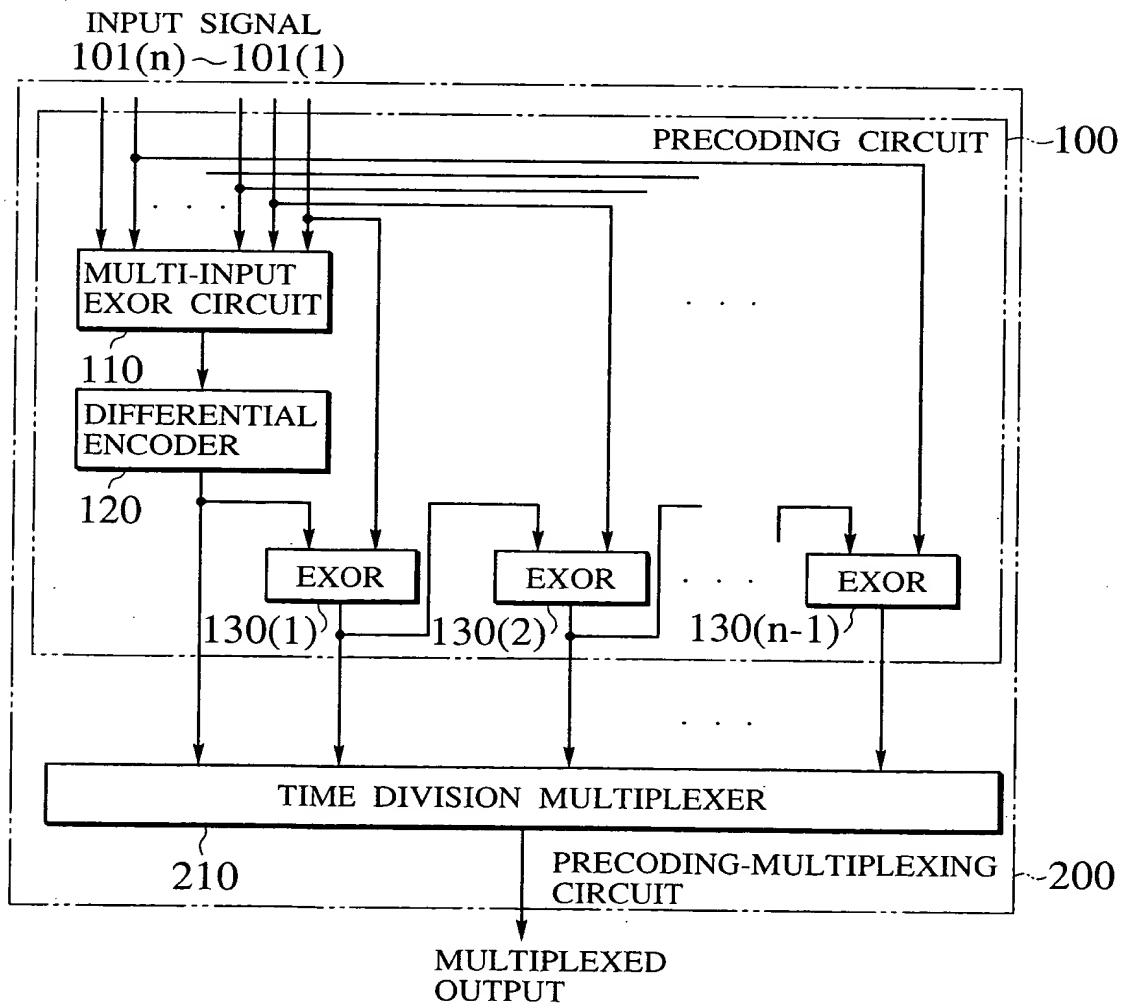 INPUT SIGNAL
101(n)~101(1)
PRECODING CIRCUIT
100
. . .
MULTI-INPUT
EXOR CIRCUIT
. . .
110
DIFFERENTIAL
ENCODER
120
EXOR
EXOR
. . .
EXOR
130(1)
130(2)
130(n-1)
. . .
TIME DIVISION MULTIPLEXER
210
PRECODING-MULTIPLEXING
CIRCUIT
200
MULTIPLEXED
OUTPUT